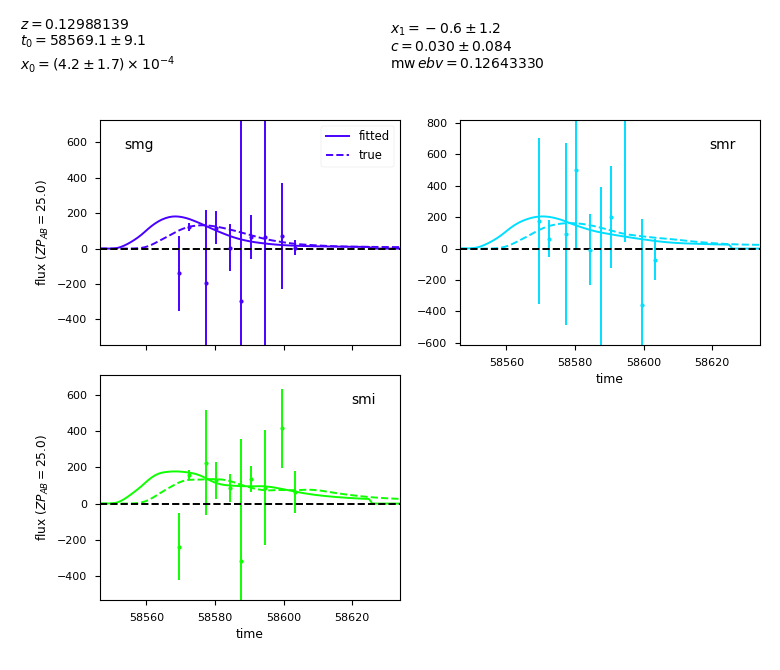 z = 0.12988139
t₀ = 58569.1 ± 9.1
x₀ = (4.2 ± 1.7) × 10⁻⁴
x₁ = −0.6 ± 1.2
c = 0.030 ± 0.084
mw ebv = 0.12643330
smg
fitted
true
600
400
200
0
−200
−400
flux (ZP_AB = 25.0)
smr
800
600
400
200
0
−200
−400
−600
58560
58580
58600
58620
time
smi
600
400
200
0
−200
−400
flux (ZP_AB = 25.0)
58560
58580
58600
58620
time